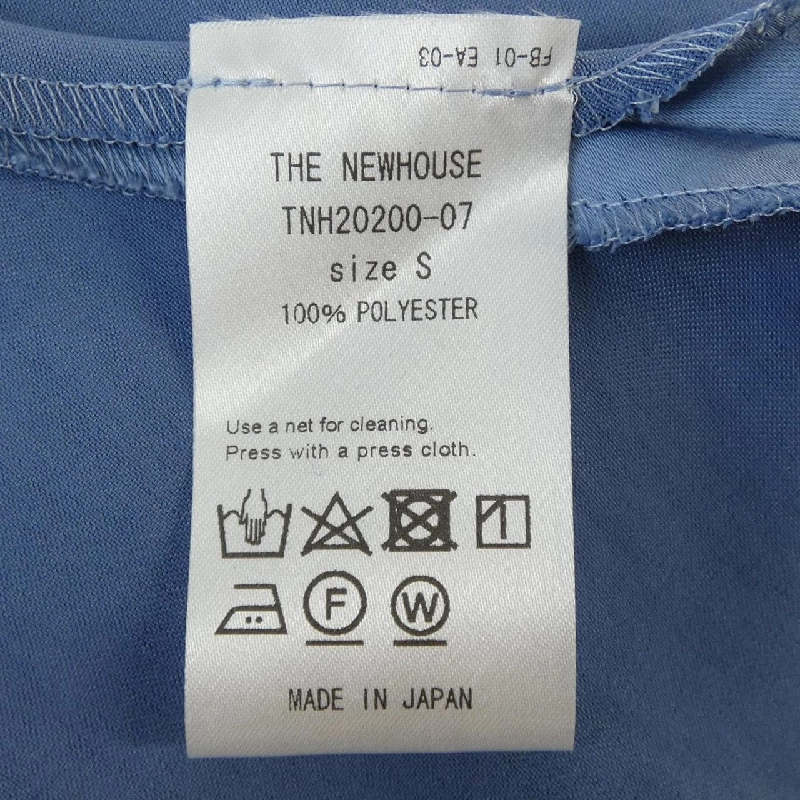 FB-01 EA-03
THE NEWHOUSE
TNH20200-07
size S
100% POLYESTER
Use a net for cleaning.
Press with a press cloth.
F W
MADE IN JAPAN